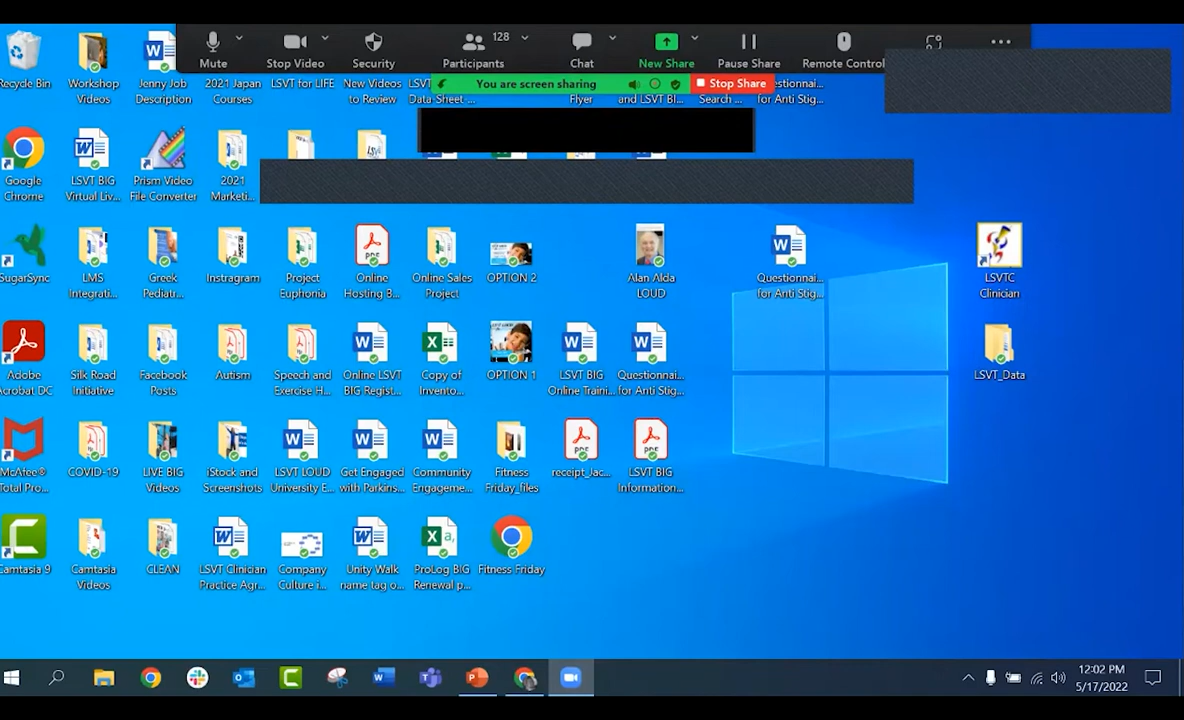 128
Mute
Stop Video
Security
Participants
Chat
New Share
Pause Share
Remote Control
You are screen sharing
Stop Share
Recycle Bin
Workshop
Videos
Jenny Job
Description
2021 Japan
Courses
LSVT for LIFE
New Videos
to Review
LSVT
Data Sheet ...
Flyer
and LSVT BI...
Search ...
for Anti Stig...
Google
Chrome
LSVT BIG
Virtual Liv...
Prism Video
File Converter
2021
Marketi...
SugarSync
LMS
Integrati...
Greek
Pediatr...
Instragram
Project
Euphonia
Online
Hosting B...
Online Sales
Project
OPTION 2
Alan Alda
LOUD
Questionnai...
for Anti Stig...
LSVTC
Clinician
Adobe
Acrobat DC
Silk Road
Initiative
Facebook
Posts
Autism
Speech and
Exercise H...
Online LSVT
BIG Regist...
Copy of
Invento...
OPTION 1
LSVT BIG
Online Traini...
Questionnai...
for Anti Stig...
LSVT_Data
McAfee®
Total Pro...
COVID-19
LIVE BIG
Videos
iStock and
Screenshots
LSVT LOUD
University E...
Get Engaged
with Parkins...
Community
Engageme...
Fitness
Friday_files
receipt_Jac...
LSVT BIG
Information...
Camtasia 9
Camtasia
Videos
CLEAN
LSVT Clinician
Practice Agr...
Company
Culture i...
Unity Walk
name tag o...
ProLog BIG
Renewal p...
Fitness Friday
12:02 PM
5/17/2022